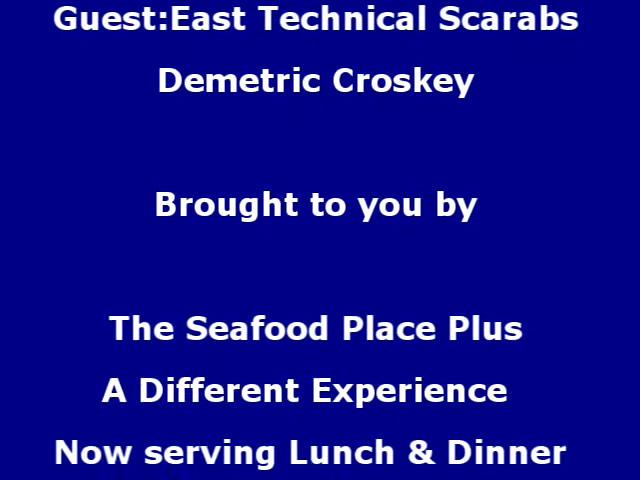 Guest:East Technical Scarabs
Demetric Croskey
Brought to you by
The Seafood Place Plus
A Different Experience
Now serving Lunch & Dinner